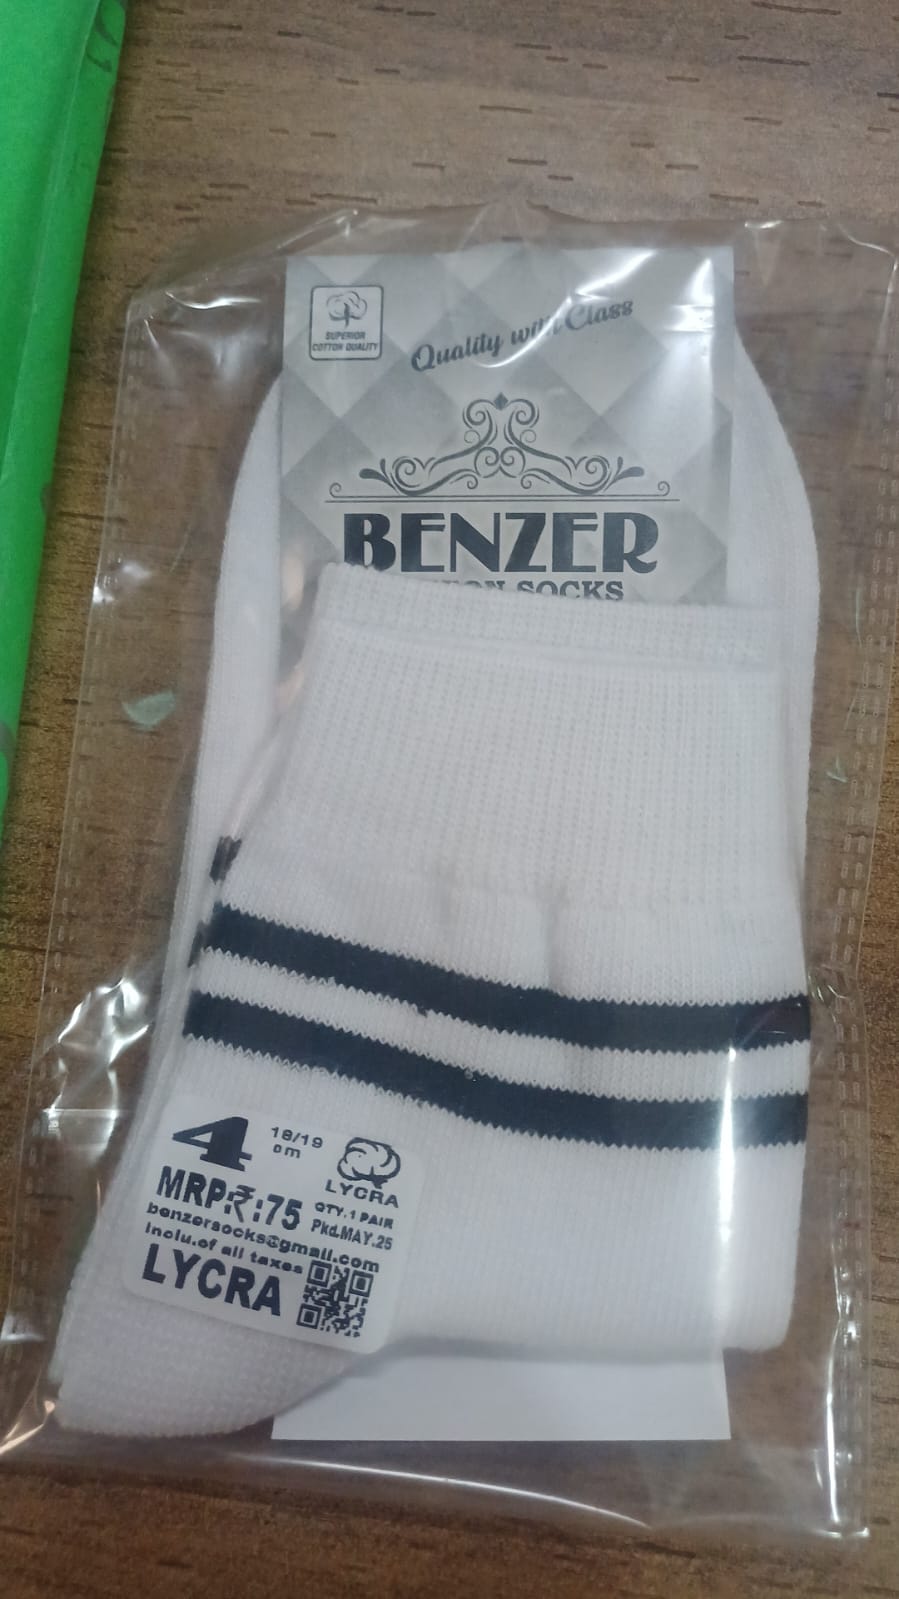 SUPERIOR
COTTON QUALITY
Quality with Class
BENZER
SOCKS
4
18/19
cm
LYCRA
MRP:₹:75
QTY.1 PAIR
Pkd.MAY.25
benzersocks@gmail.com
inclu.of all taxes
LYCRA